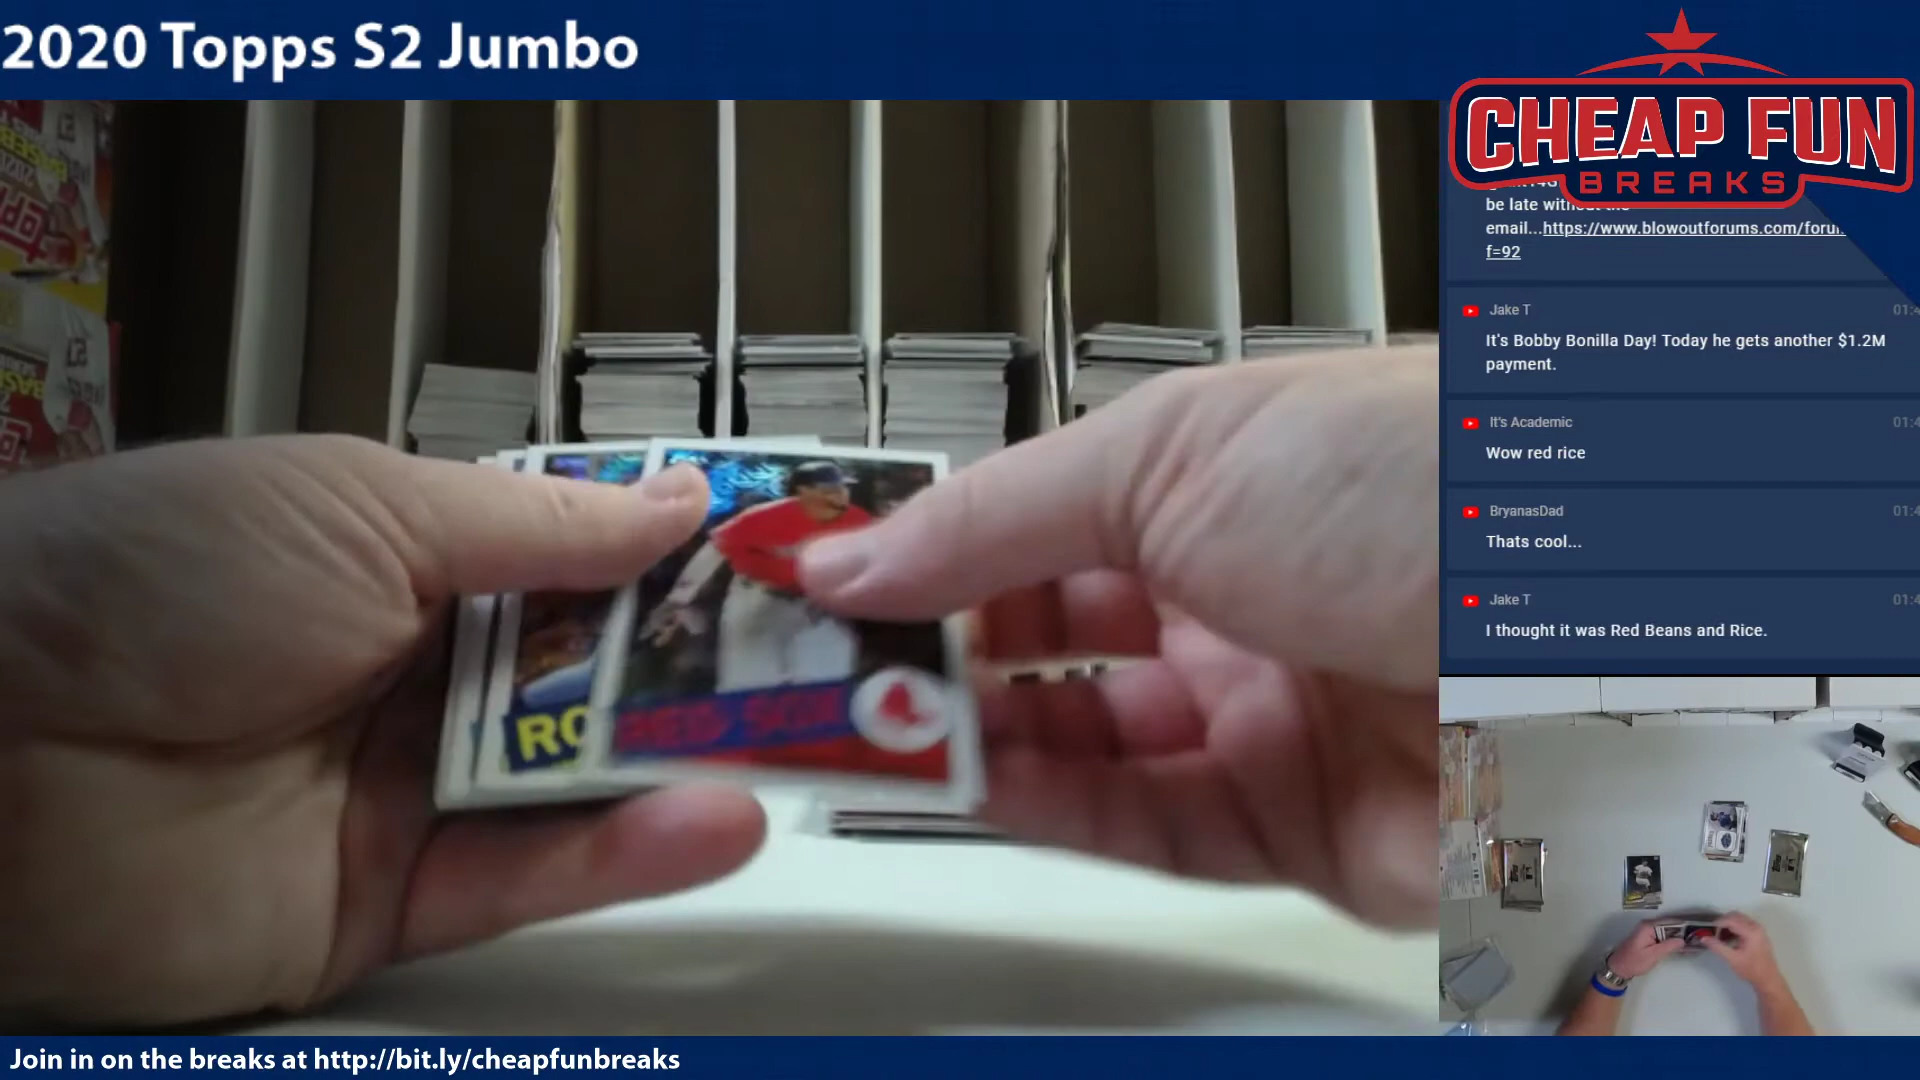 2020 Topps S2 Jumbo
CHEAP FUN
BREAKS
be late
email...https://www.blowoutforums.com/foru
f=92
Jake T
It's Bobby Bonilla Day! Today he gets another $1.2M
payment.
It's Academic
Wow red rice
BryanasDad
Thats cool...
Jake T
I thought it was Red Beans and Rice.
RO
RED SOX
Join in on the breaks at http://bit.ly/cheapfunbreaks